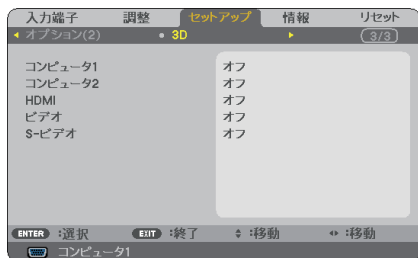 入力端子 調整 セットアップ 情報 リセット
オプション(2) 3D 3/3
コンピュータ1 オフ
コンピュータ2 オフ
HDMI オフ
ビデオ オフ
S-ビデオ オフ
ENTER :選択 EXIT :終了 :移動 :移動
コンピュータ1